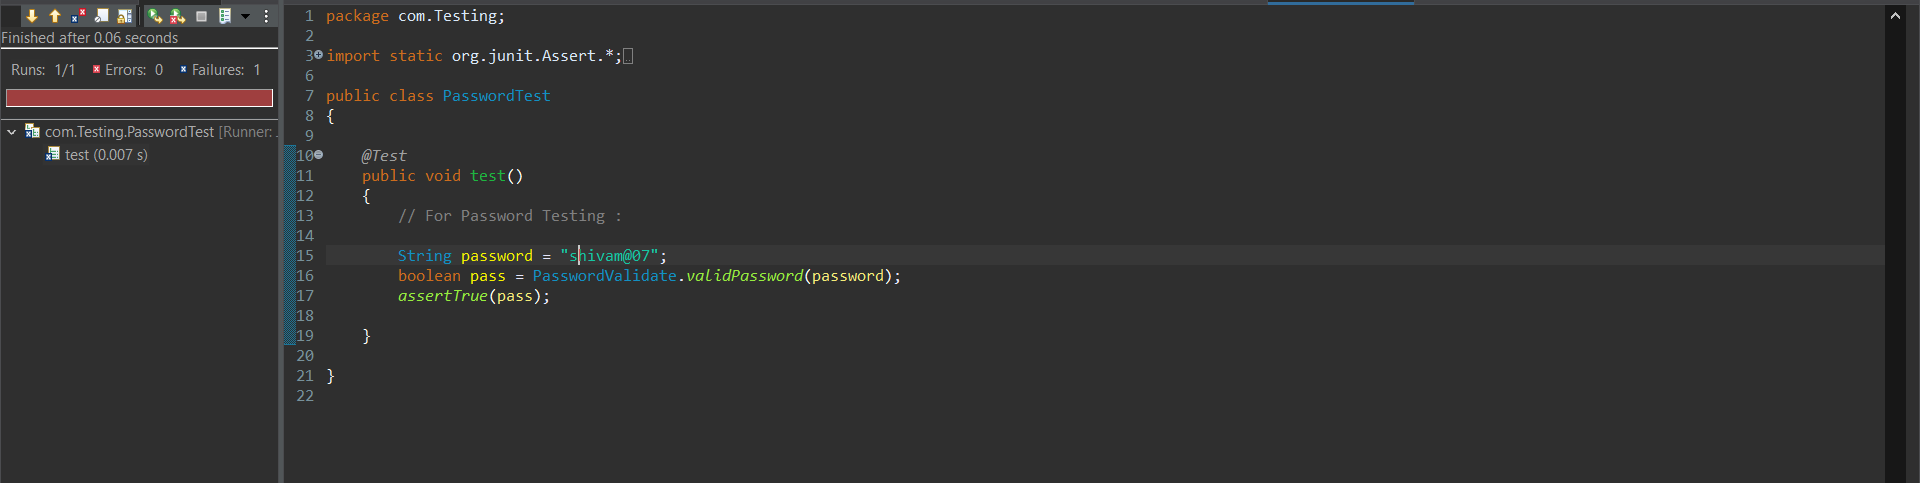 Finished after 0.06 seconds
Runs: 1/1 Errors: 0 Failures: 1
com.Testing.PasswordTest [Runner: .
test (0.007 s)
1 package com.Testing;
2
3 import static org.junit.Assert.*;
6
7 public class PasswordTest
8 {
9
10 @Test
11 public void test()
12 {
13 // For Password Testing :
14
15 String password = "shivam@07";
16 boolean pass = PasswordValidate.validPassword(password);
17 assertTrue(pass);
18
19 }
20
21 }
22